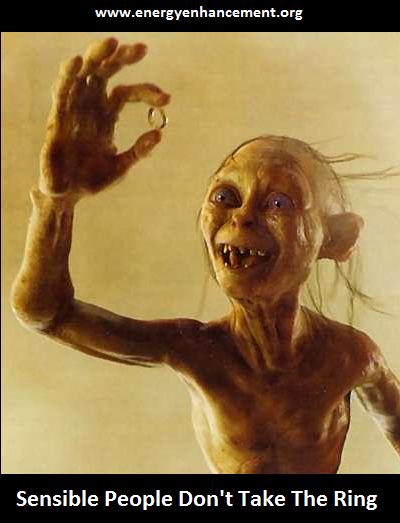 www.energyenhancement.org
Sensible People Don't Take The Ring